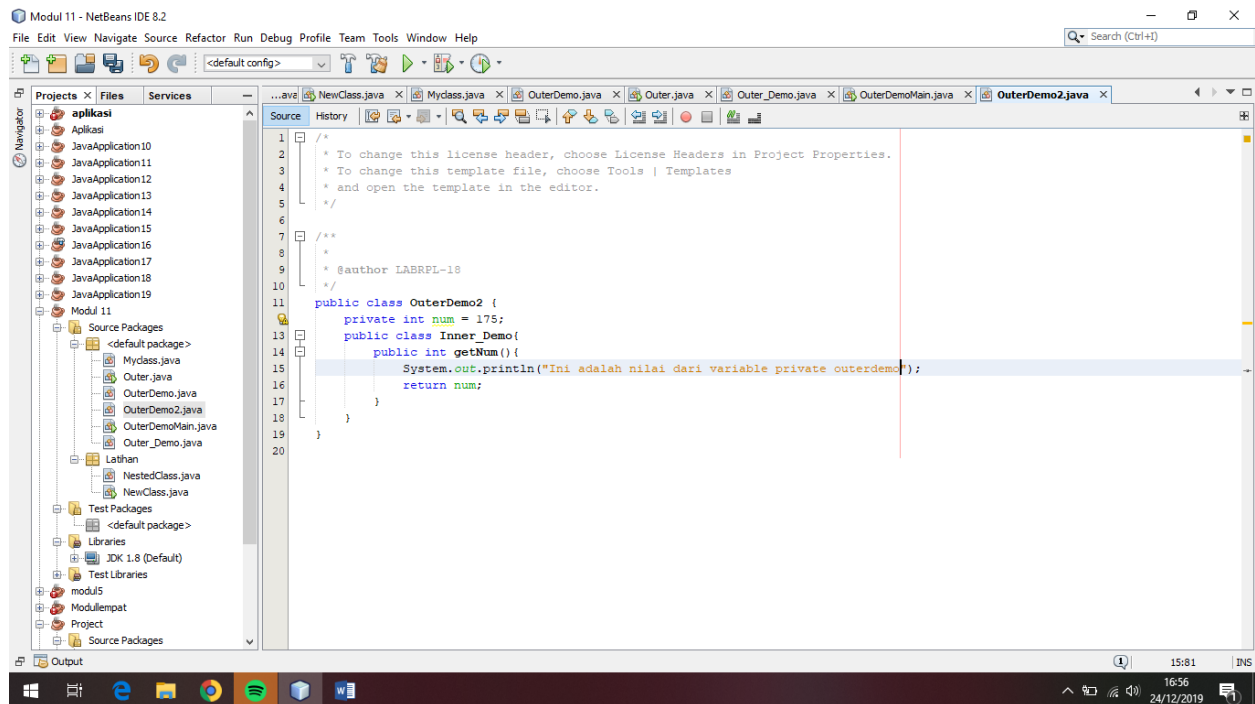 Modul 11 - NetBeans IDE 8.2
File Edit View Navigate Source Refactor Run Debug Profile Team Tools Window Help
Search (Ctrl+I)
<default config>
Projects Files Services
...ava NewClass.java Myclass.java OuterDemo.java Outer.java Outer_Demo.java OuterDemoMain.java OuterDemo2.java
Navigator
Source History
aplikasi
Aplikasi
JavaApplication10
JavaApplication11
JavaApplication12
JavaApplication13
JavaApplication14
JavaApplication15
JavaApplication16
JavaApplication17
JavaApplication18
JavaApplication19
Modul 11
Source Packages
<default package>
Myclass.java
Outer.java
OuterDemo.java
OuterDemo2.java
OuterDemoMain.java
Outer_Demo.java
Latihan
NestedClass.java
NewClass.java
Test Packages
<default package>
Libraries
JDK 1.8 (Default)
Test Libraries
modul5
Modullempat
Project
Source Packages
1 /*
2 * To change this license header, choose License Headers in Project Properties.
3 * To change this template file, choose Tools | Templates
4 * and open the template in the editor.
5 */
6
7 /**
8 *
9 * @author LABRPL-18
10 */
11 public class OuterDemo2 {
private int num = 175;
13 public class Inner_Demo{
14 public int getNum(){
15 System.out.println("Ini adalah nilai dari variable private outerdemo");
16 return num;
17 }
18 }
19 }
20
Output
1
15:81
INS
16:56
24/12/2019
1